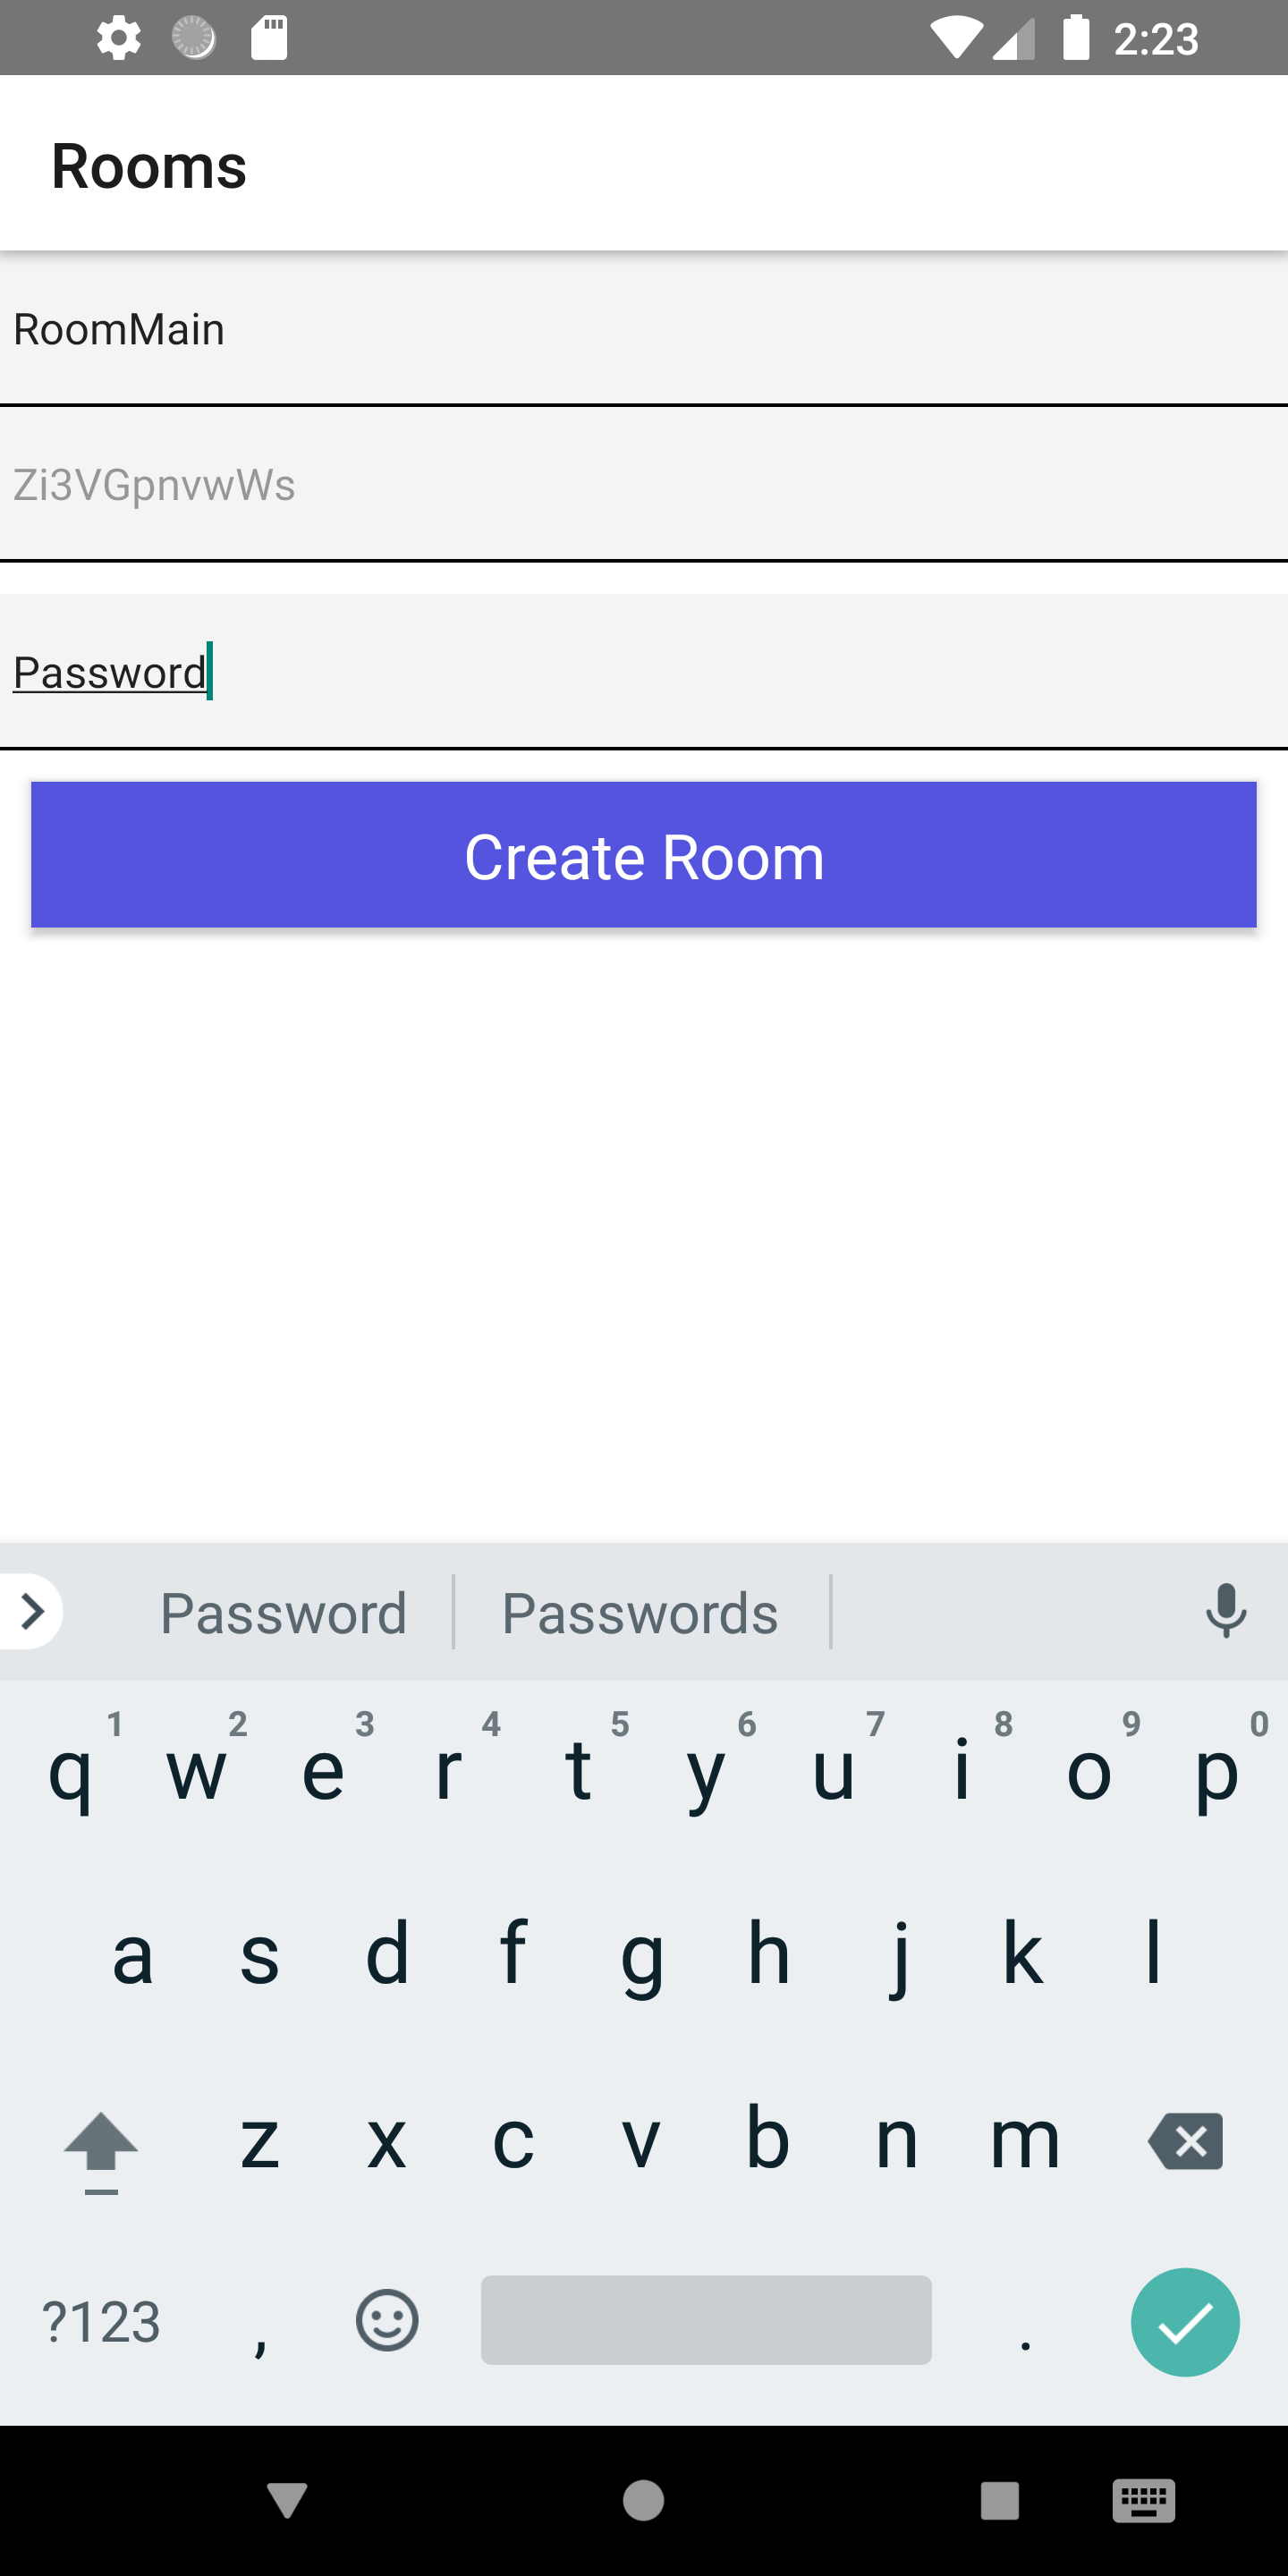 2:23
Rooms
RoomMain
Zi3VGpnvwWs
Password
Create Room
Password Passwords
1 2 3 4 5 6 7 8 9 0
q w e r t y u i o p
a s d f g h j k l
z x c v b n m
?123 , .